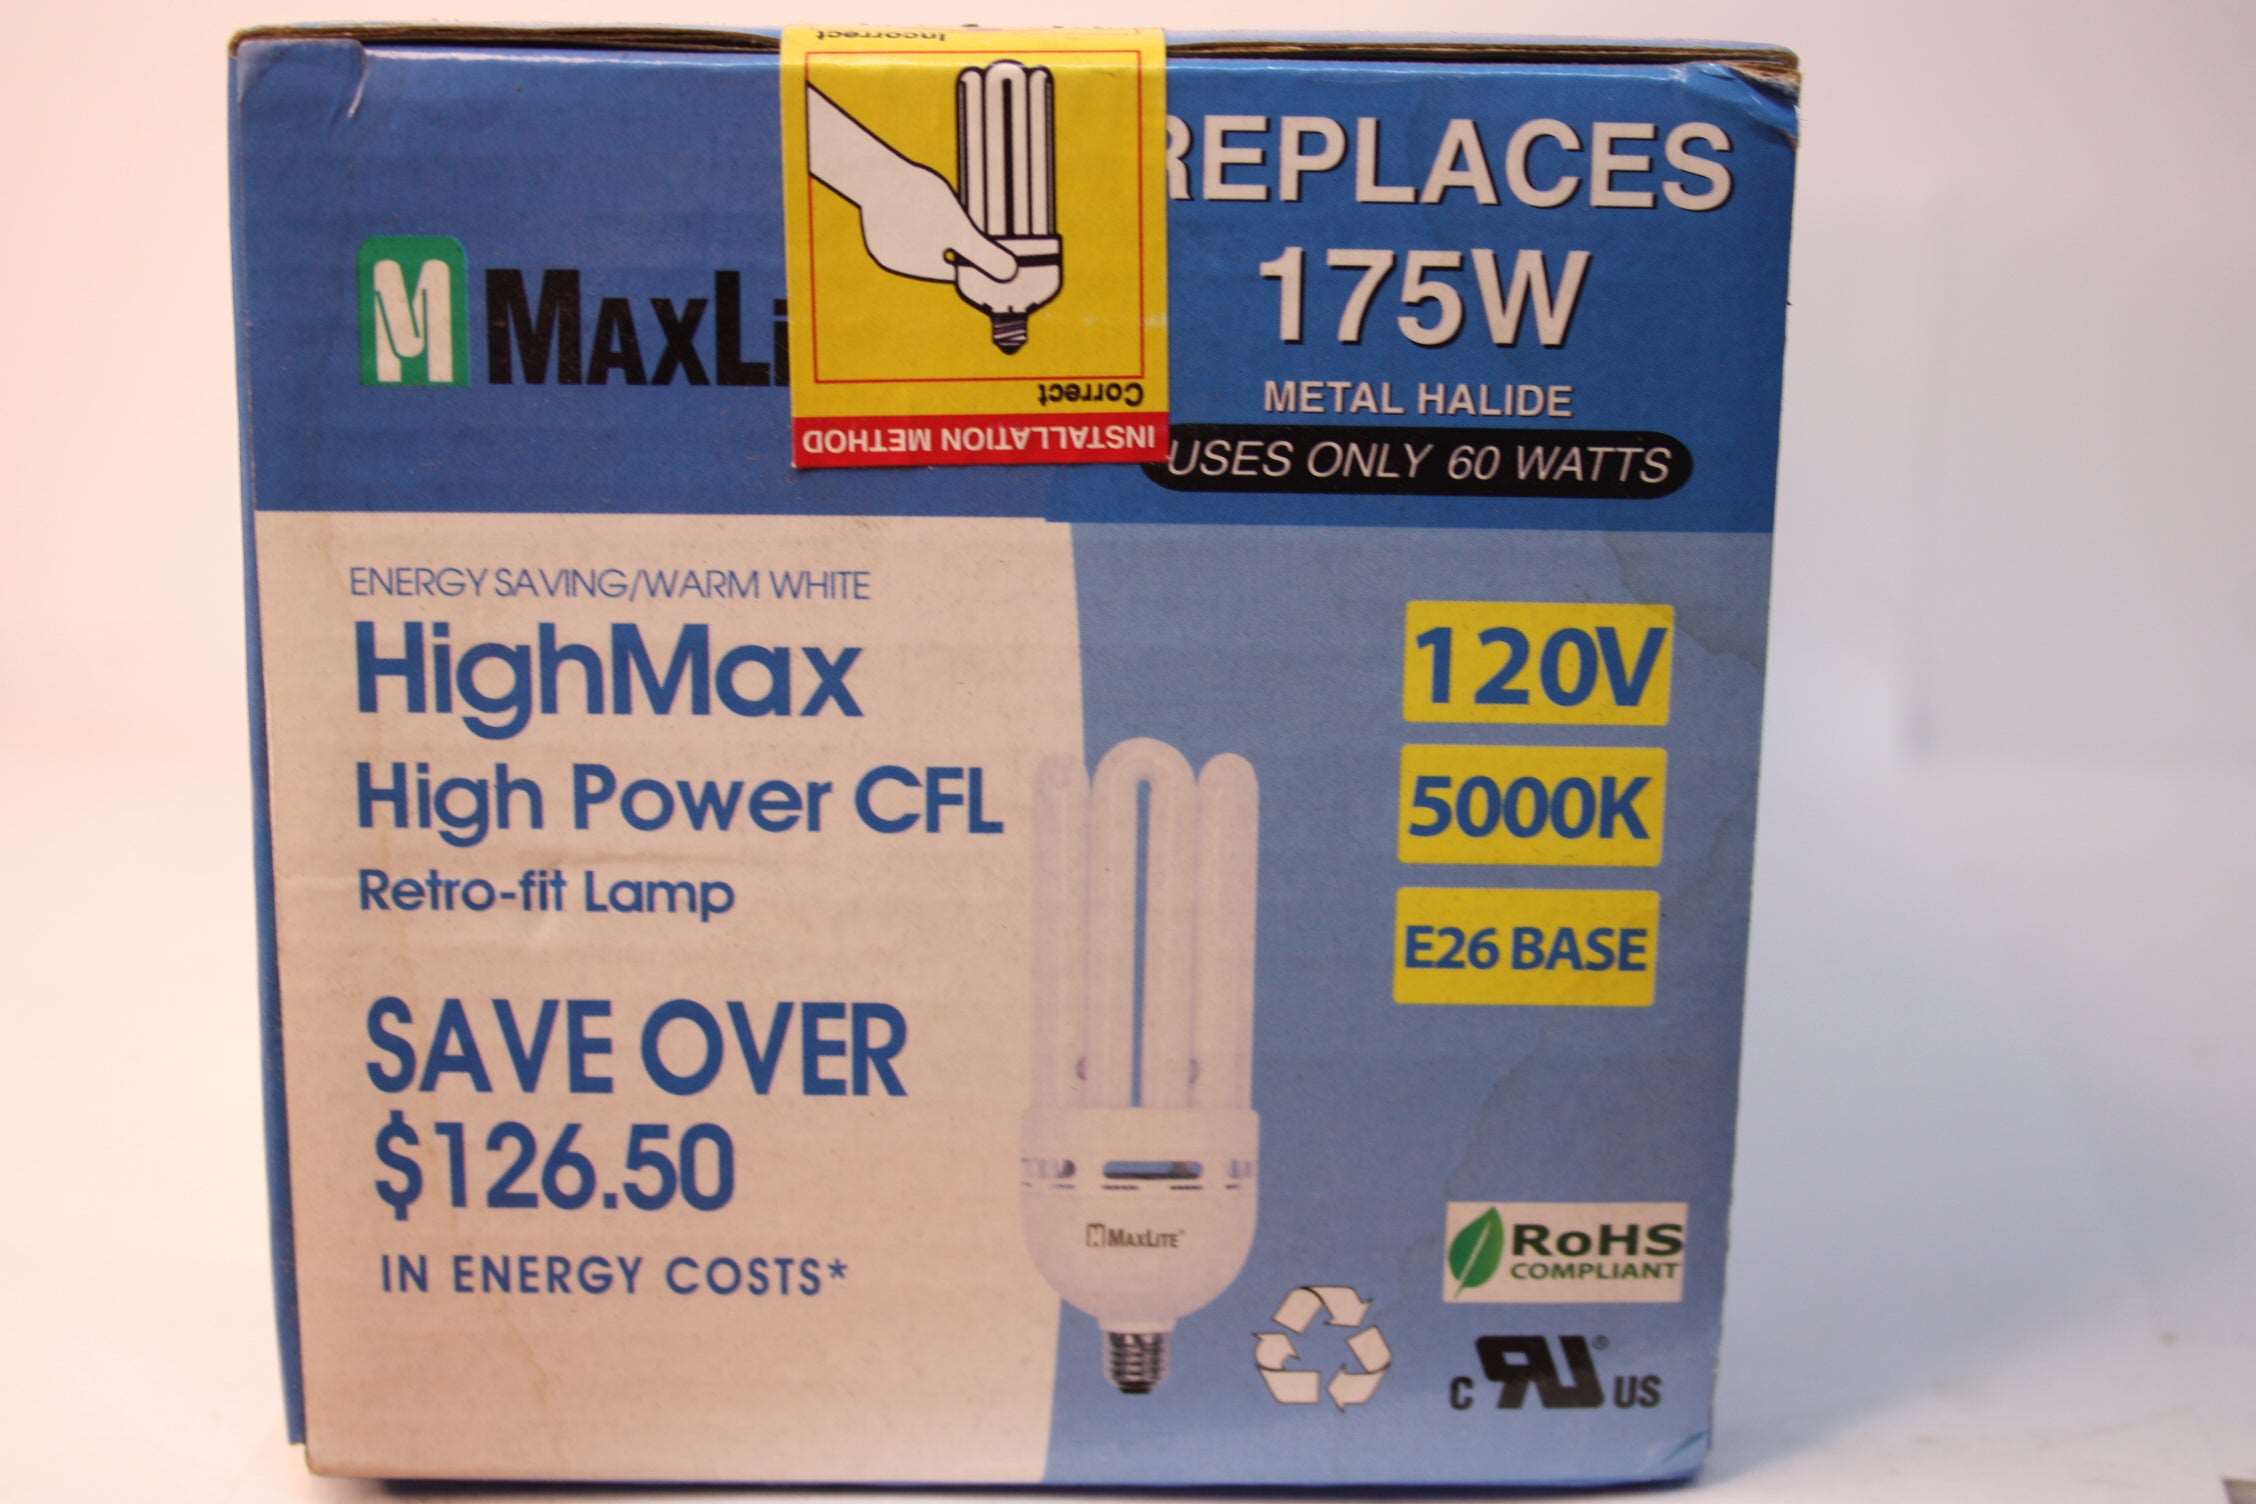 Incorrect
Correct
INSTALLATION METHOD
MAXLi
REPLACES
175W
METAL HALIDE
USES ONLY 60 WATTS
ENERGY SAVING/WARM WHITE
HighMax
High Power CFL
Retro-fit Lamp
SAVE OVER
$126.50
IN ENERGY COSTS*
120V
5000K
E26 BASE
MAXLITE™
RoHS
COMPLIANT
C RU® US